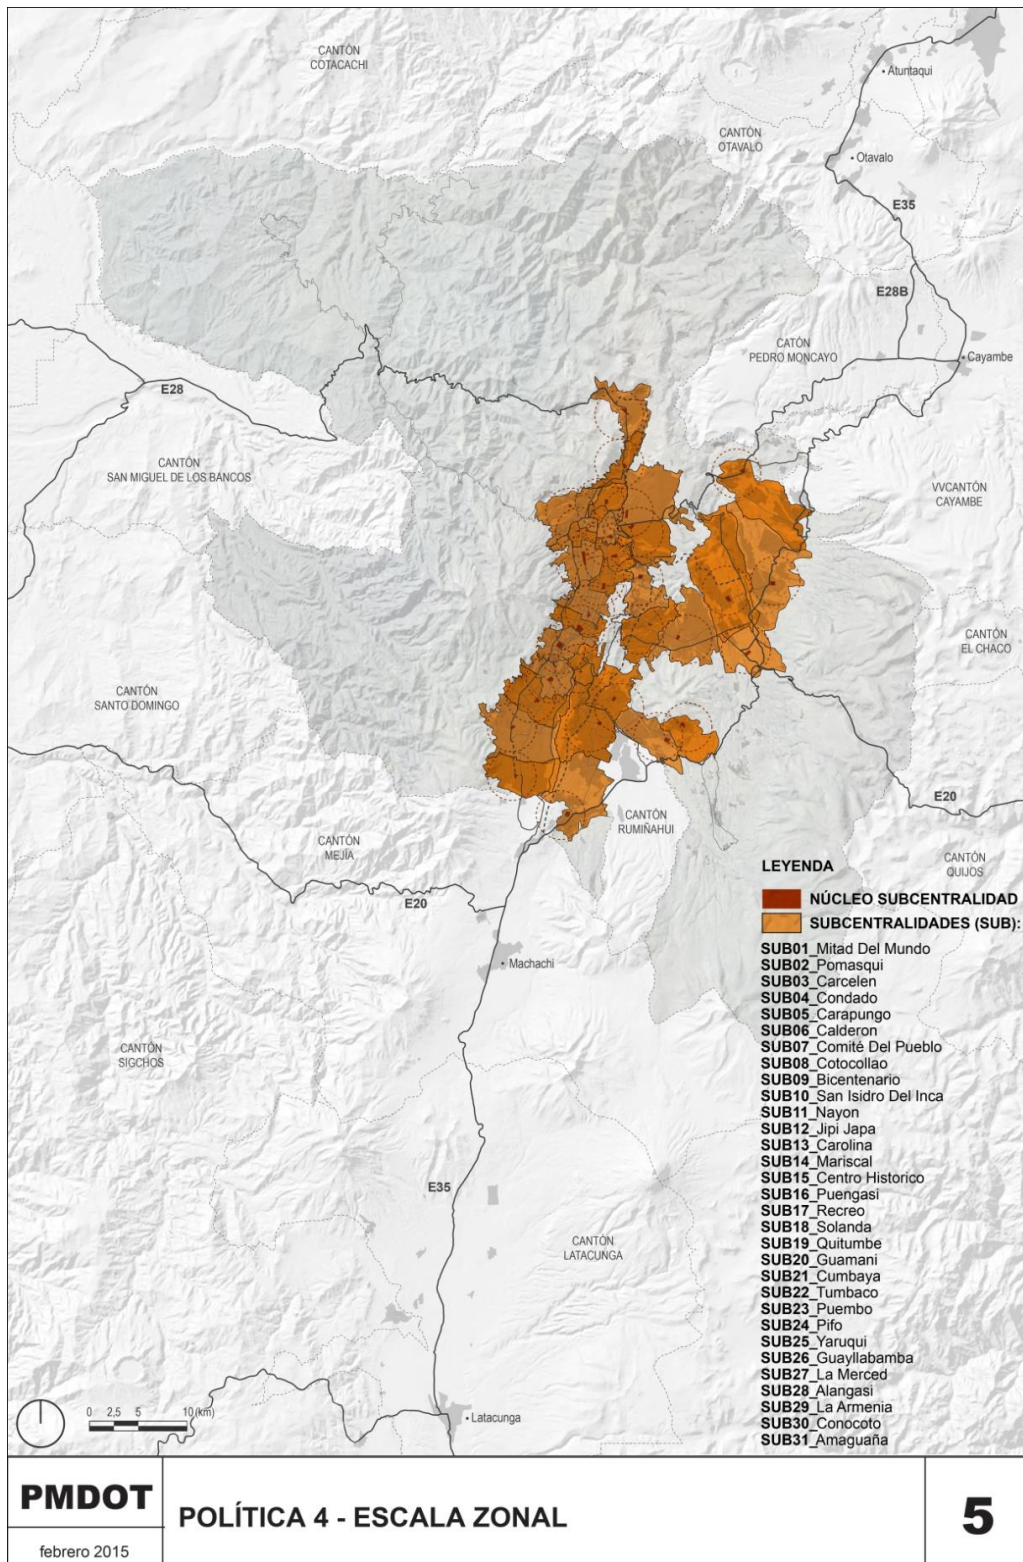 CANTÓN
COTACACHI
Atuntaqui
CANTÓN
OTAVALO
Otavalo
E35
E28B
CATÓN
PEDRO MONCAYO
Cayambe
E28
CANTÓN
SAN MIGUEL DE LOS BANCOS
VVCANTÓN
CAYAMBE
CANTÓN
EL CHACO
CANTÓN
SANTO DOMINGO
E20
CANTÓN
RUMIÑAHUI
CANTÓN
MEJÍA
CANTÓN
QUIJOS
E20
Machachi
CANTÓN
SIGCHOS
E35
CANTÓN
LATACUNGA
Latacunga
LEYENDA
NÚCLEO SUBCENTRALIDAD
SUBCENTRALIDADES (SUB):
SUB01_Mitad Del Mundo
SUB02_Pomasqui
SUB03_Carcelen
SUB04_Condado
SUB05_Carapungo
SUB06_Calderon
SUB07_Comité Del Pueblo
SUB08_Cotocollao
SUB09_Bicentenario
SUB10_San Isidro Del Inca
SUB11_Nayon
SUB12_Jipi Japa
SUB13_Carolina
SUB14_Mariscal
SUB15_Centro Historico
SUB16_Puengasi
SUB17_Recreo
SUB18_Solanda
SUB19_Quitumbe
SUB20_Guamani
SUB21_Cumbaya
SUB22_Tumbaco
SUB23_Puembo
SUB24_Pifo
SUB25_Yaruqui
SUB26_Guayllabamba
SUB27_La Merced
SUB28_Alangasi
SUB29_La Armenia
SUB30_Conocoto
SUB31_Amaguaña
0 2,5 5 10 (km)
PMDOT
febrero 2015
POLÍTICA 4 - ESCALA ZONAL
5